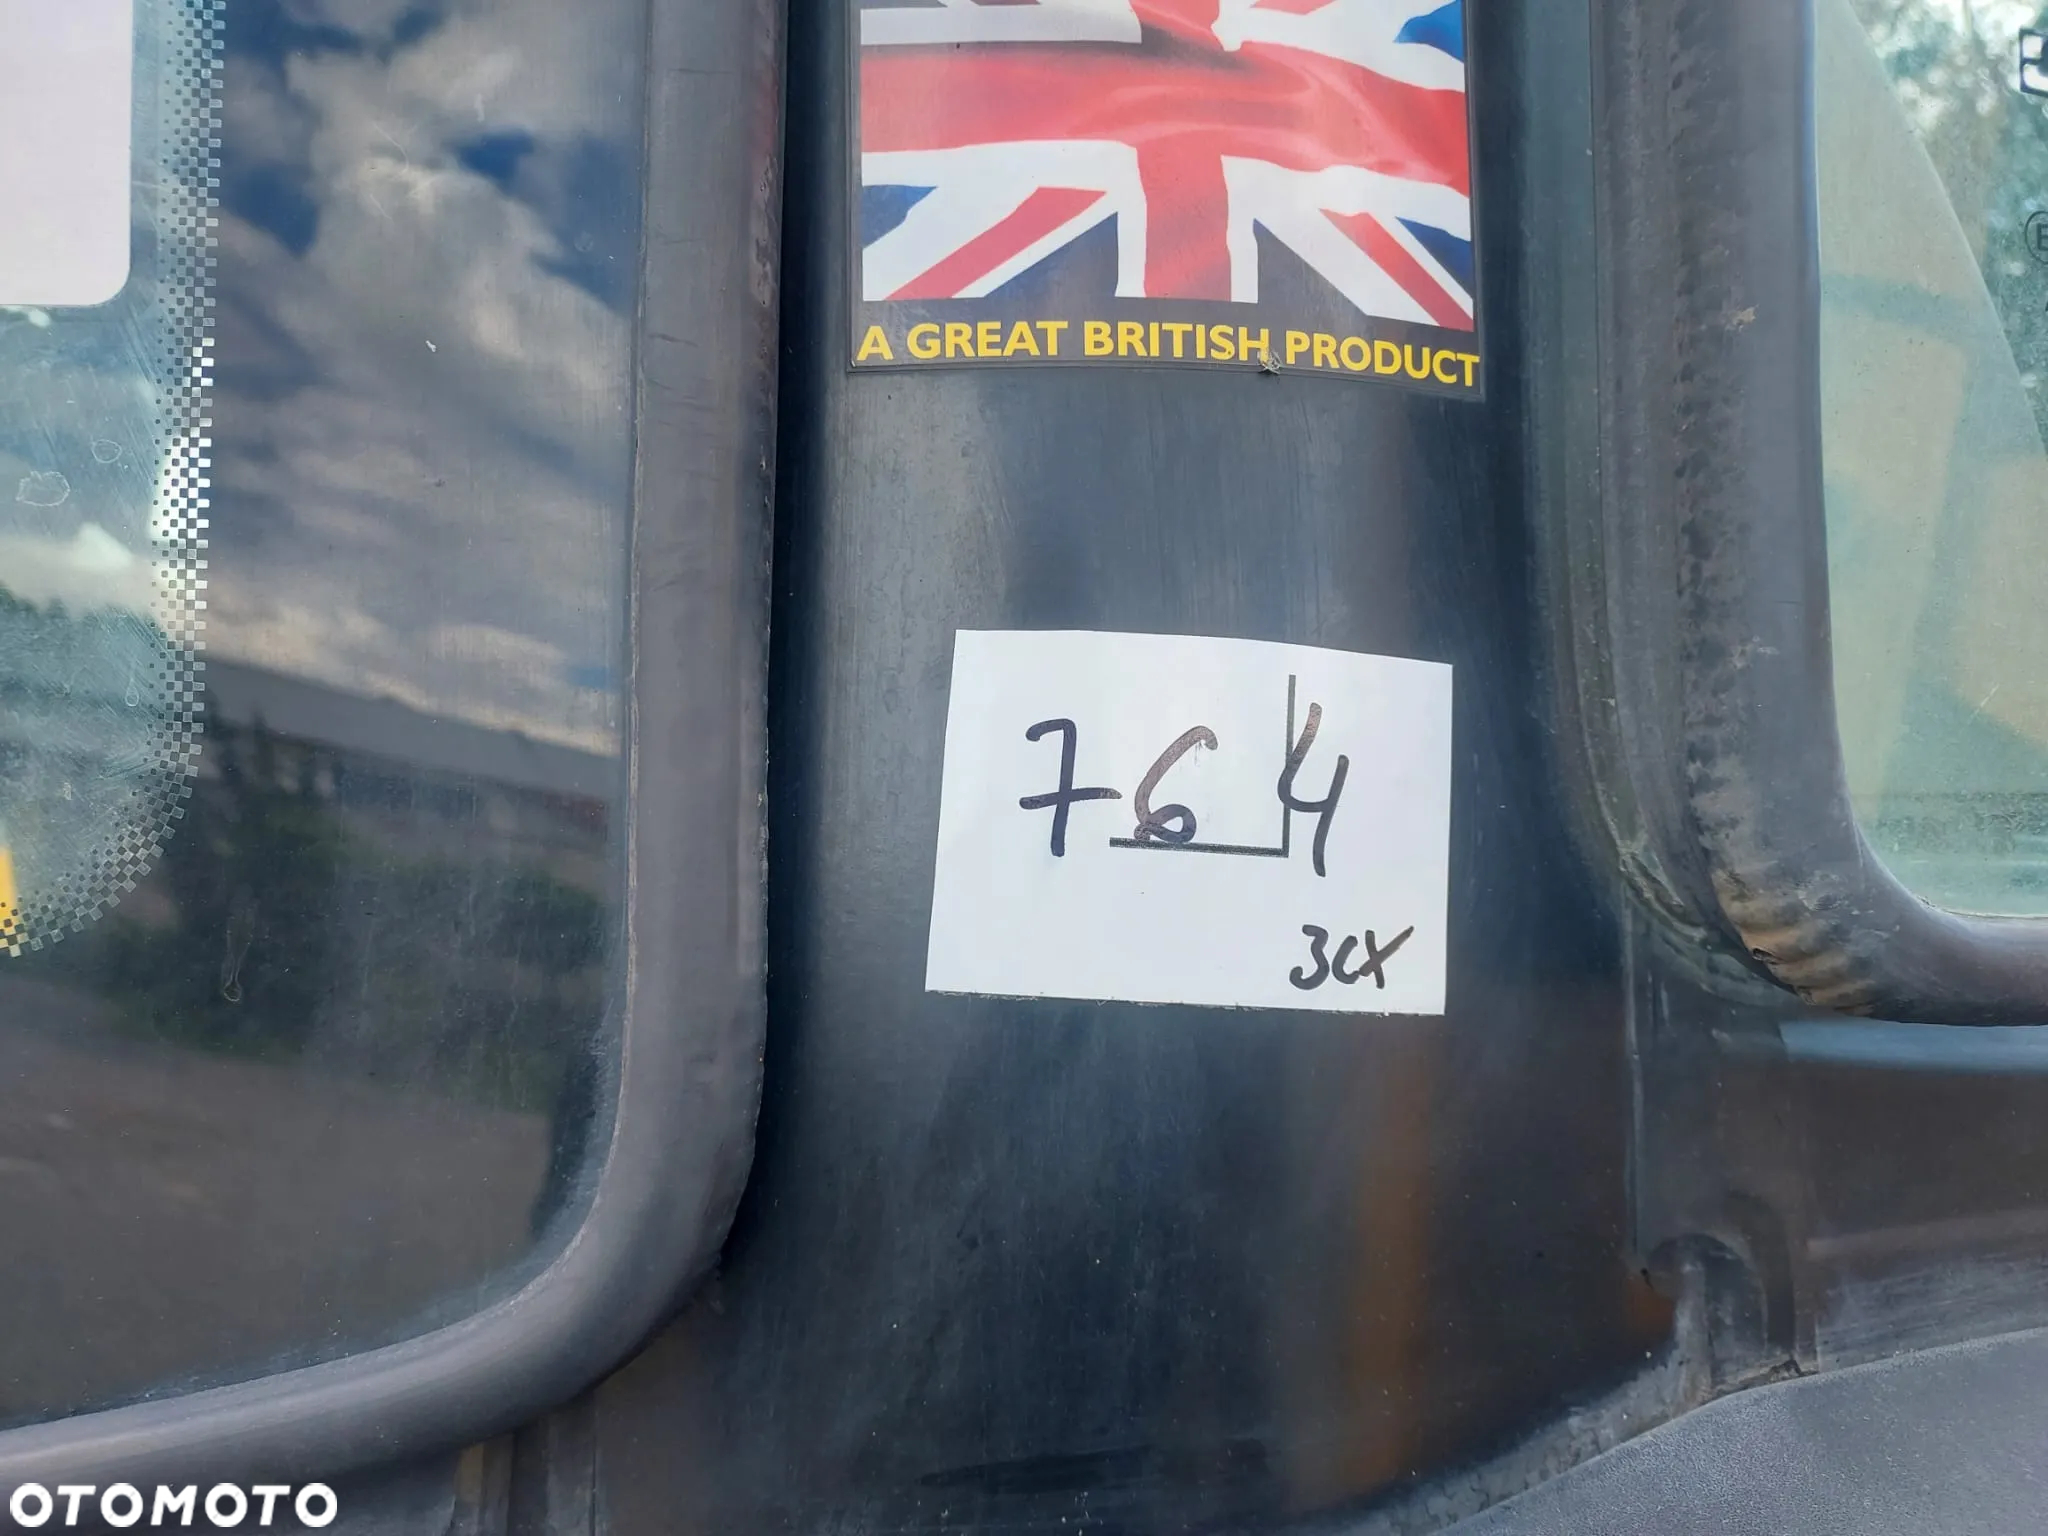 A GREAT BRITISH PRODUCT
764
3CX
OTOMOTO